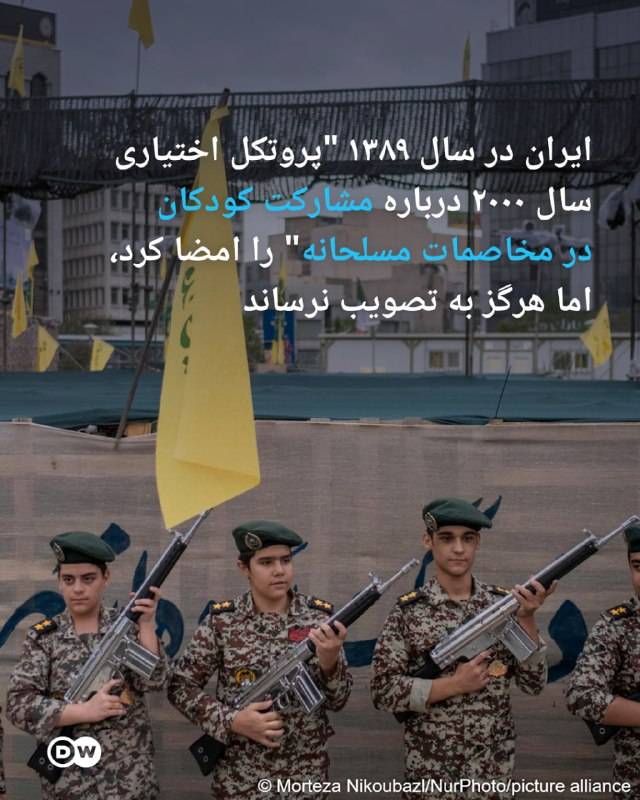 ایران در سال ۱۳۸۹ "پروتکل اختیاری
سال ۲۰۰۰ درباره مشارکت کودکان
در مخاصمات مسلحانه" را امضا کرد،
اما هرگز به تصویب نرساند
DW
© Morteza Nikoubazl/NurPhoto/picture alliance